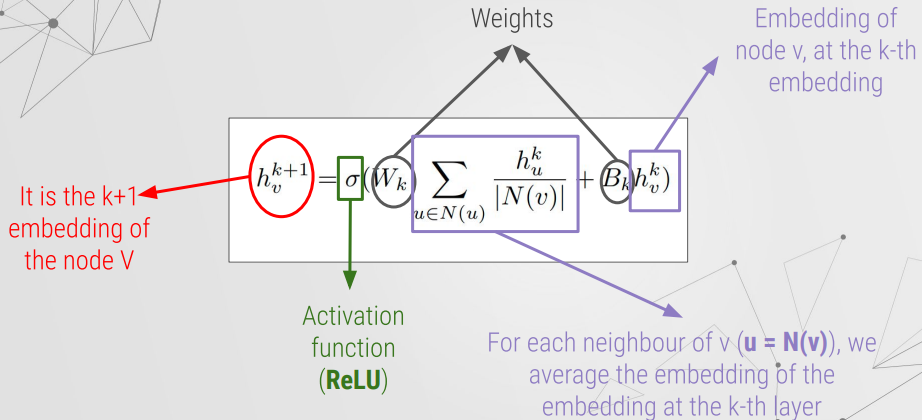 Weights
Embedding of
node v, at the k-th
embedding
h_v^{k+1} = σ(W_k ∑_{u∈N(u)} h_u^k / |N(v)| + B_k h_v^k)
It is the k+1
embedding of
the node V
Activation
function
(ReLU)
For each neighbour of v (u = N(v)), we
average the embedding of the
embedding at the k-th layer